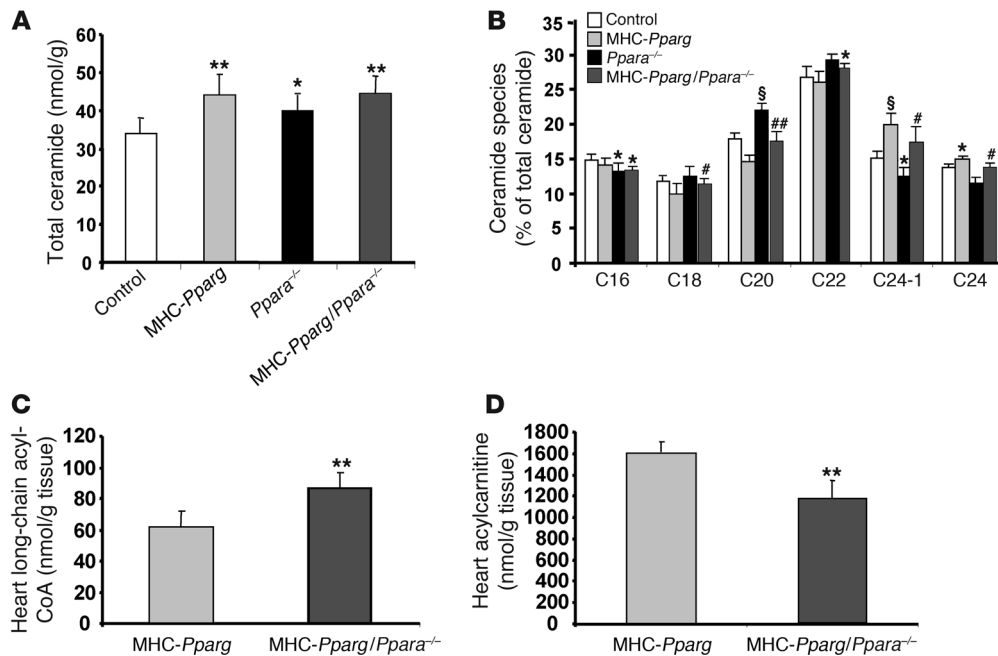 A
Total ceramide (nmol/g)
60
50
40
30
20
10
0
**
*
**
Control
MHC-Pparg
Ppara⁻/⁻
MHC-Pparg/Ppara⁻/⁻
B
Ceramide species
(% of total ceramide)
35
30
25
20
15
10
5
0
Control
MHC-Pparg
Ppara⁻/⁻
MHC-Pparg/Ppara⁻/⁻
* *
#
§
##
*
§
*
#
*
#
C16 C18 C20 C22 C24-1 C24
C
Heart long-chain acyl-
CoA (nmol/g tissue)
120
100
80
60
40
20
0
**
MHC-Pparg MHC-Pparg/Ppara⁻/⁻
D
Heart acylcarnitine
(nmol/g tissue)
1800
1600
1400
1200
1000
800
600
400
200
0
**
MHC-Pparg MHC-Pparg/Ppara⁻/⁻